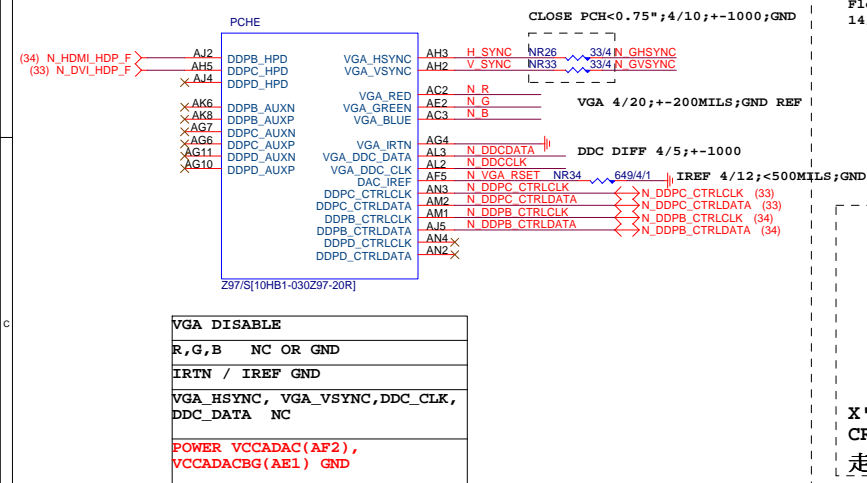 CLOSE PCH<0.75";4/10;+-1000;GND
14
PCHE
(34) N_HDMI_HDP_F
AJ2
DDPB_HPD
VGA_HSYNC
AH3
H_SYNC
NR26
33/4
N_GHSYNC
(33) N_DVI_HDP_F
AH5
DDPC_HPD
VGA_VSYNC
AH2
V_SYNC
NR33
33/4
N_GVSYNC
AJ4
DDPD_HPD
VGA_RED
AC2
N_R
AK6
DDPB_AUXN
VGA_GREEN
AE2
N_G
VGA 4/20;+-200MILS;GND REF
AK8
DDPB_AUXP
VGA_BLUE
AC3
N_B
AG7
DDPC_AUXN
AG6
DDPC_AUXP
VGA_IRTN
AG4
AG11
DDPD_AUXN
VGA_DDC_DATA
AL3
N_DDCDATA
DDC DIFF 4/5;+-1000
AG10
DDPD_AUXP
VGA_DDC_CLK
AL2
N_DDCCLK
DAC_IREF
AF5
N_VGA_RSET
NR34
649/4/1
IREF 4/12;<500MILS;GND
DDPC_CTRLCLK
AN3
N_DDPC_CTRLCLK
N_DDPC_CTRLCLK (33)
DDPC_CTRLDATA
AM2
N_DDPC_CTRLDATA
N_DDPC_CTRLDATA (33)
DDPB_CTRLCLK
AM1
N_DDPB_CTRLCLK
N_DDPB_CTRLCLK (34)
DDPB_CTRLDATA
AJ5
N_DDPB_CTRLDATA
N_DDPB_CTRLDATA (34)
DDPD_CTRLCLK
AN4
DDPD_CTRLDATA
AN2
Z97/S[10HB1-030Z97-20R]
C
VGA DISABLE
R,G,B NC OR GND
IRTN / IREF GND
VGA_HSYNC, VGA_VSYNC,DDC_CLK,
DDC_DATA NC
POWER VCCADAC(AF2),
VCCADACBG(AE1) GND